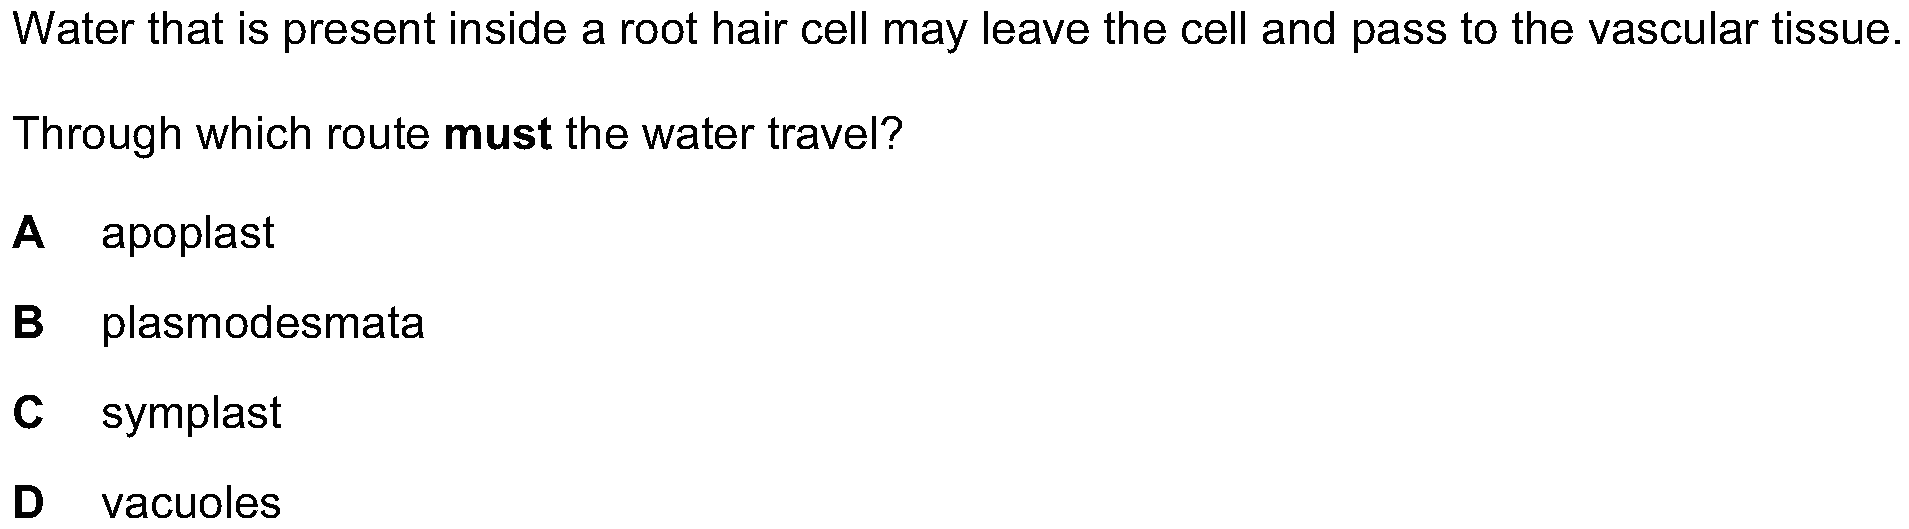 Water that is present inside a root hair cell may leave the cell and pass to the vascular tissue.
Through which route must the water travel?
A apoplast
B plasmodesmata
C symplast
D vacuoles